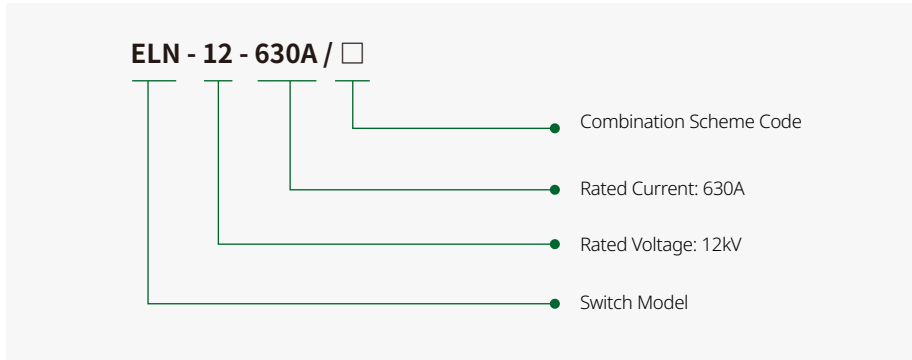 ELN - 12 - 630A / □
Combination Scheme Code
Rated Current: 630A
Rated Voltage: 12kV
Switch Model